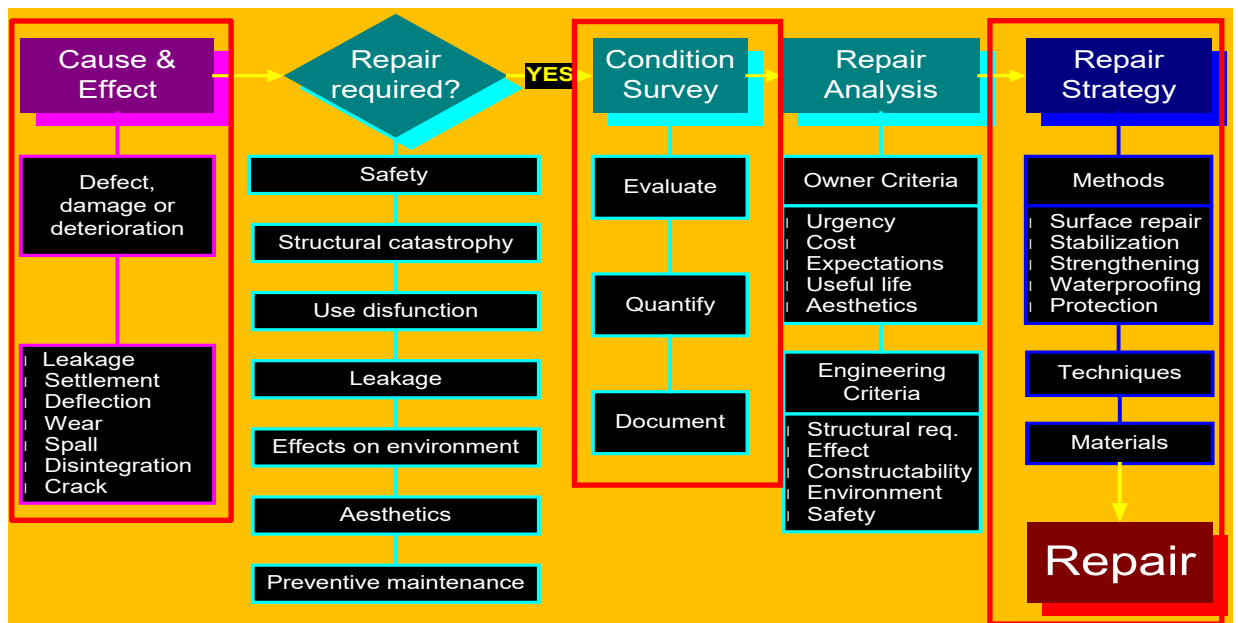 Cause &
Effect
Defect,
damage or
deterioration
Leakage
Settlement
Deflection
Wear
Spall
Disintegration
Crack
Repair
required?
YES
Safety
Structural catastrophy
Use disfunction
Leakage
Effects on environment
Aesthetics
Preventive maintenance
Condition
Survey
Evaluate
Quantify
Document
Repair
Analysis
Owner Criteria
Urgency
Cost
Expectations
Useful life
Aesthetics
Engineering
Criteria
Structural req.
Effect
Constructability
Environment
Safety
Repair
Strategy
Methods
Surface repair
Stabilization
Strengthening
Waterproofing
Protection
Techniques
Materials
Repair